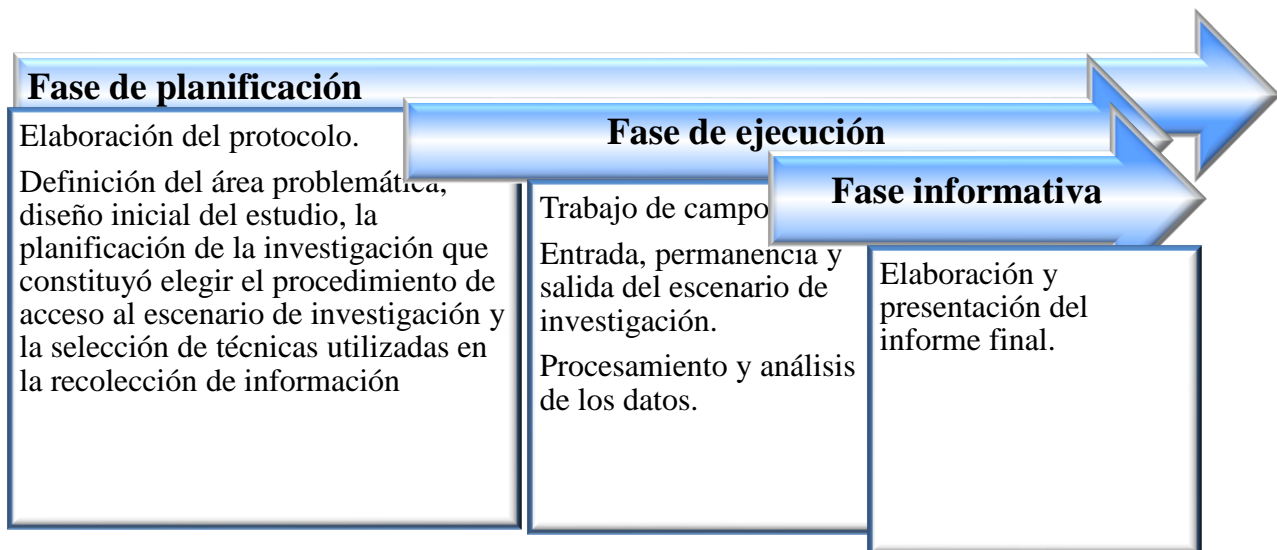 Fase de planificación
Elaboración del protocolo.
Definición del área problemática,
diseño inicial del estudio, la
planificación de la investigación que
constituyó elegir el procedimiento de
acceso al escenario de investigación y
la selección de técnicas utilizadas en
la recolección de información
Fase de ejecución
Trabajo de campo
Entrada, permanencia y
salida del escenario de
investigación.
Procesamiento y análisis
de los datos.
Fase informativa
Elaboración y
presentación del
informe final.